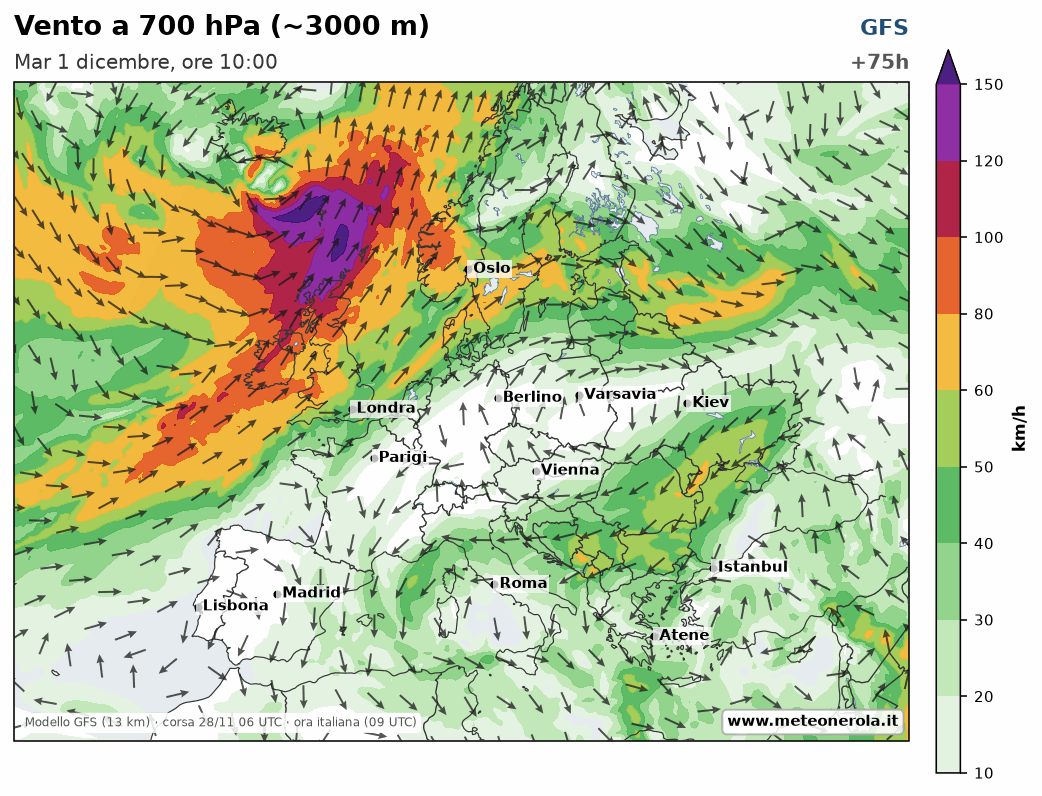 Vento a 700 hPa (~3000 m)
GFS
Mar 1 dicembre, ore 10:00
+75h
150
120
100
80
60
50
40
30
20
10
km/h
Oslo
Londra
Berlino
Varsavia
Kiev
Parigi
Vienna
Roma
Istanbul
Madrid
Lisbona
Atene
Modello GFS (13 km) · corsa 28/11 06 UTC · ora italiana (09 UTC)
www.meteonerola.it